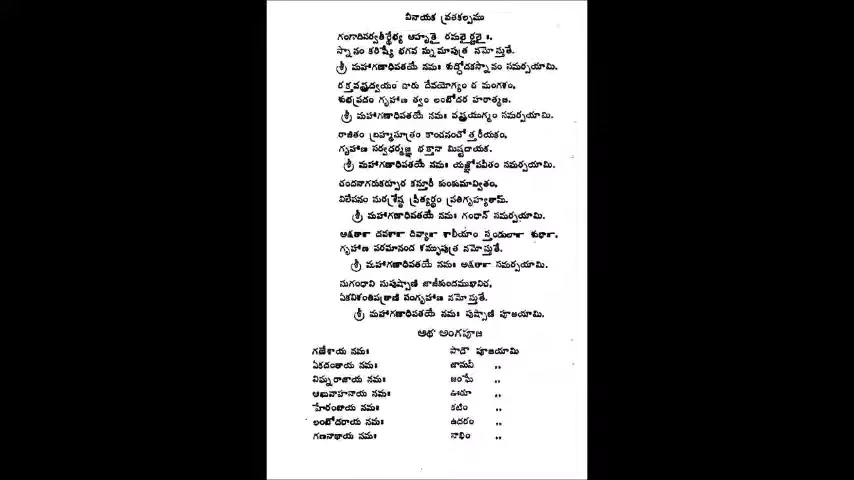 వినాయక వ్రతకల్పము
గంగాదిసర్వతీర్థేభ్య ఆహృతై రమలైర్జలైః,
స్నానం కరిష్యే భగవ న్నుమాపుత్ర నమోస్తుతే.
శ్రీ మహాగణాధిపతయే నమః శుద్ధోదకస్నానం సమర్పయామి.
రక్తవస్త్రద్వయం చారు దేవయోగ్యం చ మంగళం,
శుభప్రదం గృహాణ త్వం లంబోదర హరాత్మజ.
శ్రీ మహాగణాధిపతయే నమః వస్త్రయుగ్మం సమర్పయామి.
రాజితం బ్రహ్మసూత్రం కాంచనంచో త్తరీయకం,
గృహాణ సర్వధర్మజ్ఞ భక్తానా మిష్టదాయక.
శ్రీ మహాగణాధిపతయే నమః యజ్ఞోపవీతం సమర్పయామి.
చందనాగరుకర్పూర కస్తూరీ కుంకుమాన్వితం,
విలేపనం సురశ్రేష్ఠ ప్రీత్యర్థం ప్రతిగృహ్యతామ్.
శ్రీ మహాగణాధిపతయే నమః గంధాన్ సమర్పయామి.
అక్షతాన్ ధవళాన్ దివ్యాన్ శాలీయాం స్తండులాన్ శుభాన్,
గృహాణ పరమానంద శమ్భుపుత్ర నమోస్తుతే.
శ్రీ మహాగణాధిపతయే నమః అక్షతాన్ సమర్పయామి.
సుగంధాని సుపుష్పాణి జాజీకుందముఖానిచ,
ఏకవింశతిపత్రాణి సంగృహాణ నమోస్తుతే.
శ్రీ మహాగణాధిపతయే నమః పుష్పాణి పూజయామి.
అథ అంగపూజ
గణేశాయ నమః పాదౌ పూజయామి
ఏకదంతాయ నమః జానునీ ,,
విఘ్నరాజాయ నమః జంఘే ,,
ఆఖువాహనాయ నమః ఊరూ ,,
హేరంబాయ నమః కటిం ,,
లంబోదరాయ నమః ఉదరం ,,
గణనాథాయ నమః నాభిం ,,